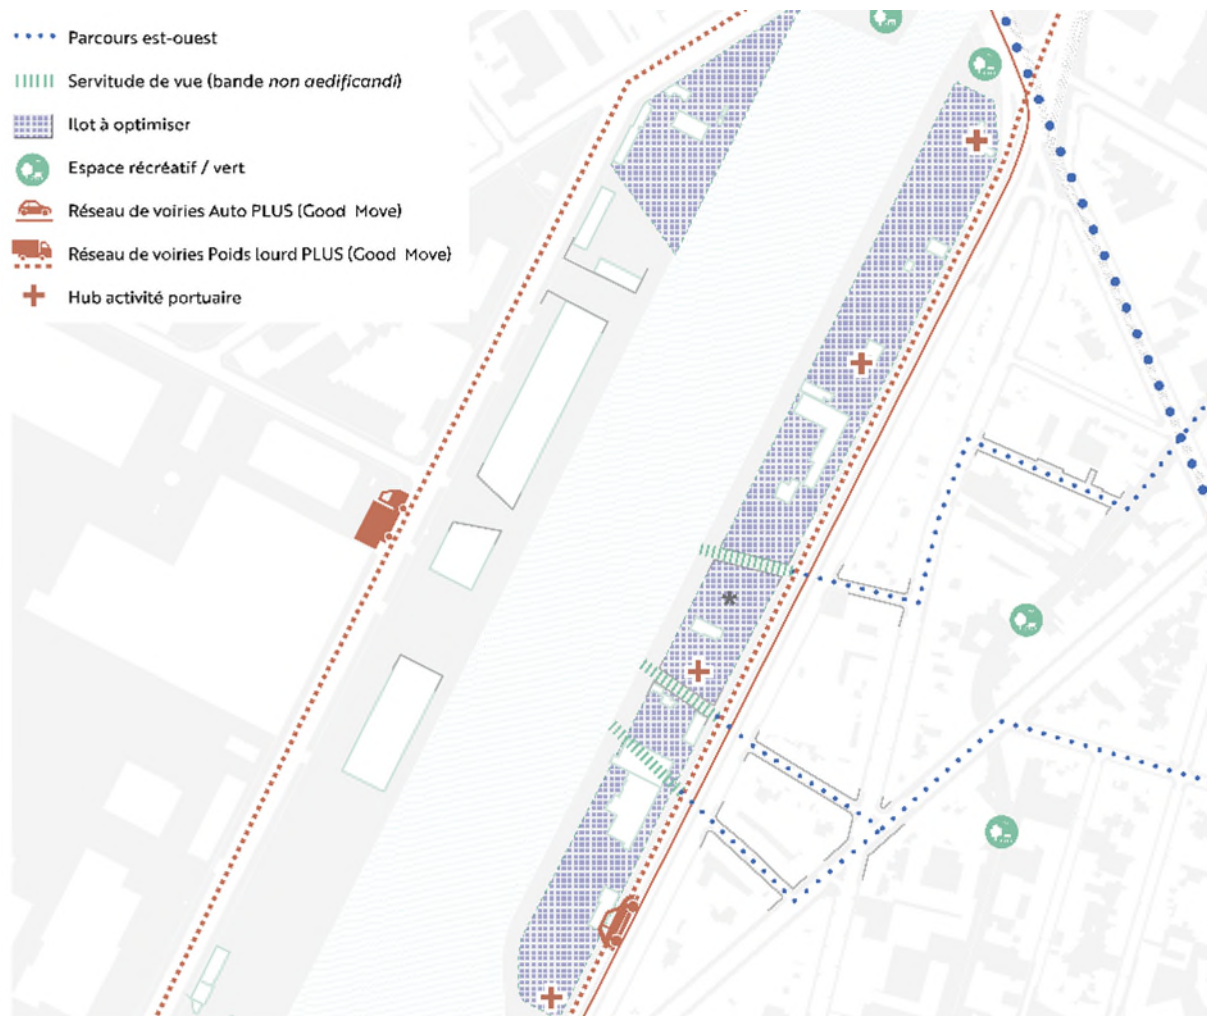 Parcours est-ouest
Servitude de vue (bande non aedificandi)
Ilot à optimiser
Espace récréatif / vert
Réseau de voiries Auto PLUS (Good Move)
Réseau de voiries Poids lourd PLUS (Good Move)
Hub activité portuaire
*